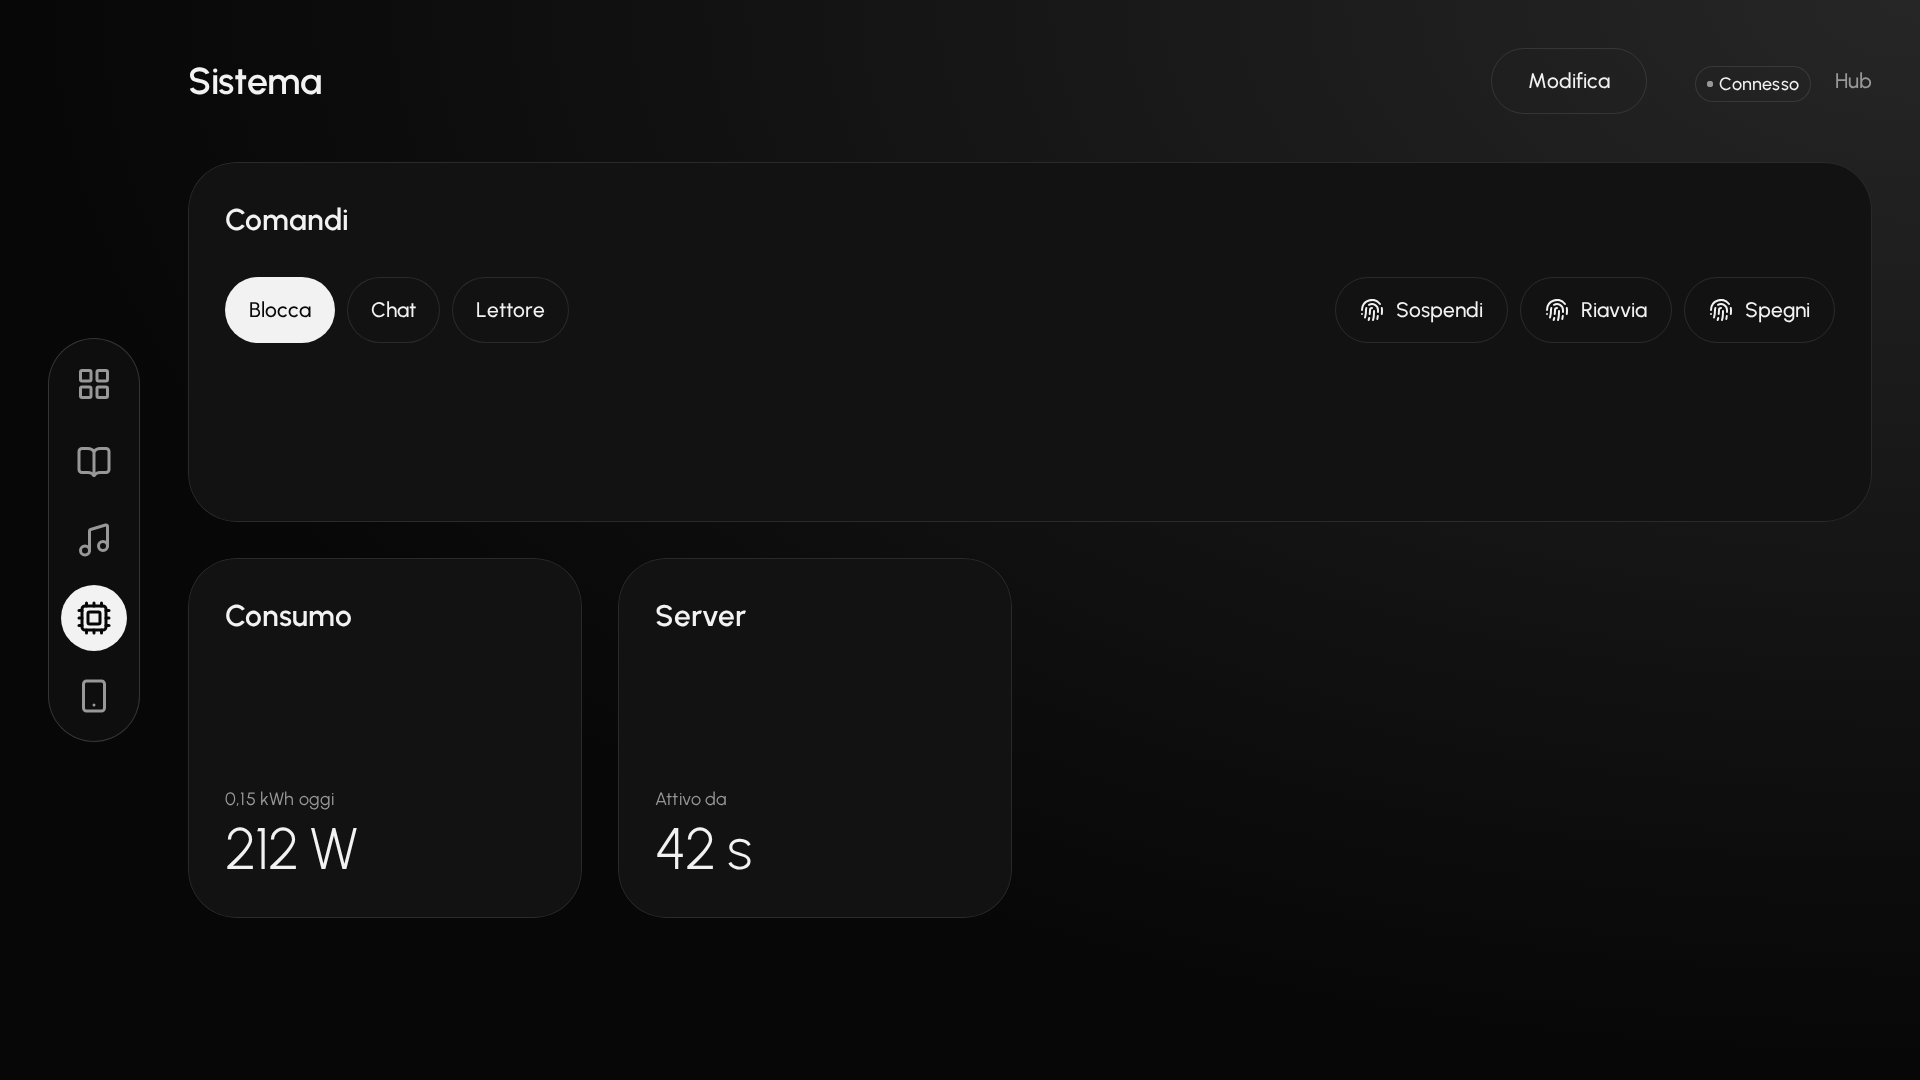 Sistema
Modifica
Connesso
Hub
Comandi
Blocca
Chat
Lettore
Sospendi
Riavvia
Spegni
Consumo
0,15 kWh oggi
212 W
Server
Attivo da
42 s